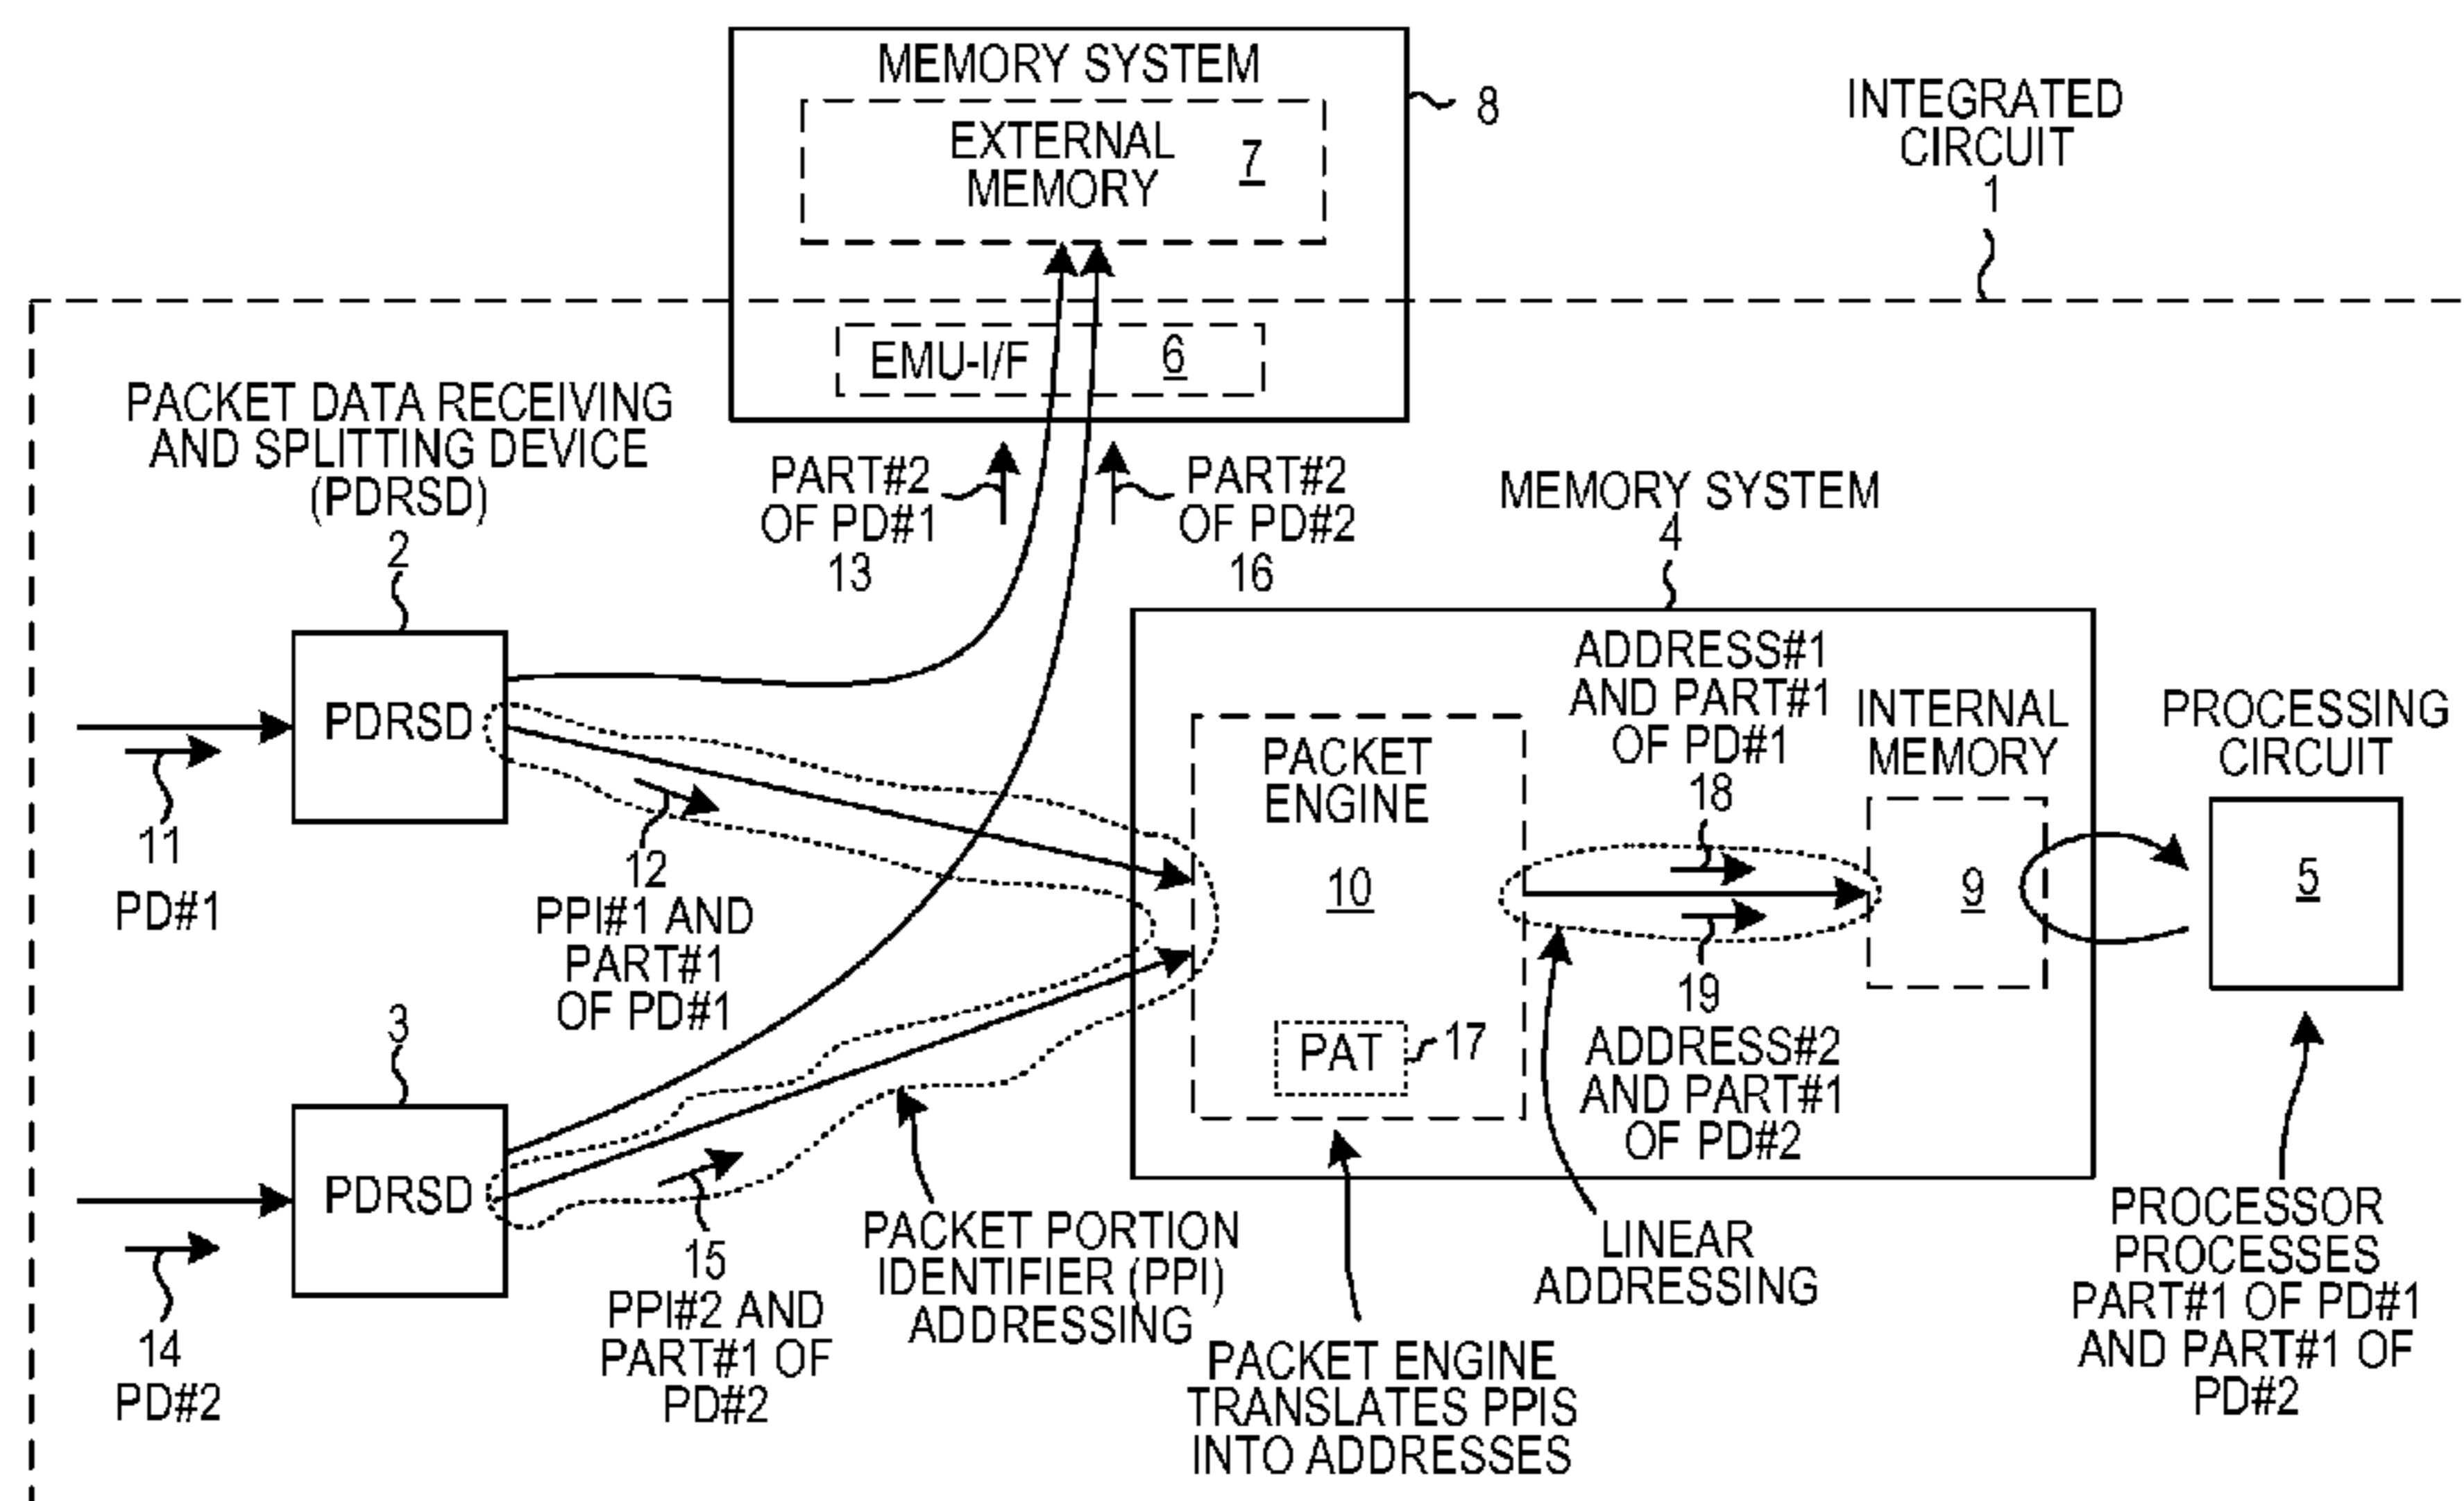 MEMORY SYSTEM
8
EXTERNAL
MEMORY
7
EMU-I/F
6
INTEGRATED
CIRCUIT
1
PACKET DATA RECEIVING
AND SPLITTING DEVICE
(PDRSD)
2
PDRSD
11
PD#1
12
PPI#1 AND
PART#1
OF PD#1
PART#2
OF PD#1
13
PART#2
OF PD#2
16
3
PDRSD
14
PD#2
15
PPI#2 AND
PART#1 OF
PD#2
PACKET PORTION
IDENTIFIER (PPI)
ADDRESSING
MEMORY SYSTEM
4
PACKET
ENGINE
10
PAT
17
ADDRESS#1
AND PART#1
OF PD#1
18
19
ADDRESS#2
AND PART#1
OF PD#2
INTERNAL
MEMORY
9
PROCESSING
CIRCUIT
5
PACKET ENGINE
TRANSLATES PPIS
INTO ADDRESSES
LINEAR
ADDRESSING
PROCESSOR
PROCESSES
PART#1 OF PD#1
AND PART#1 OF
PD#2